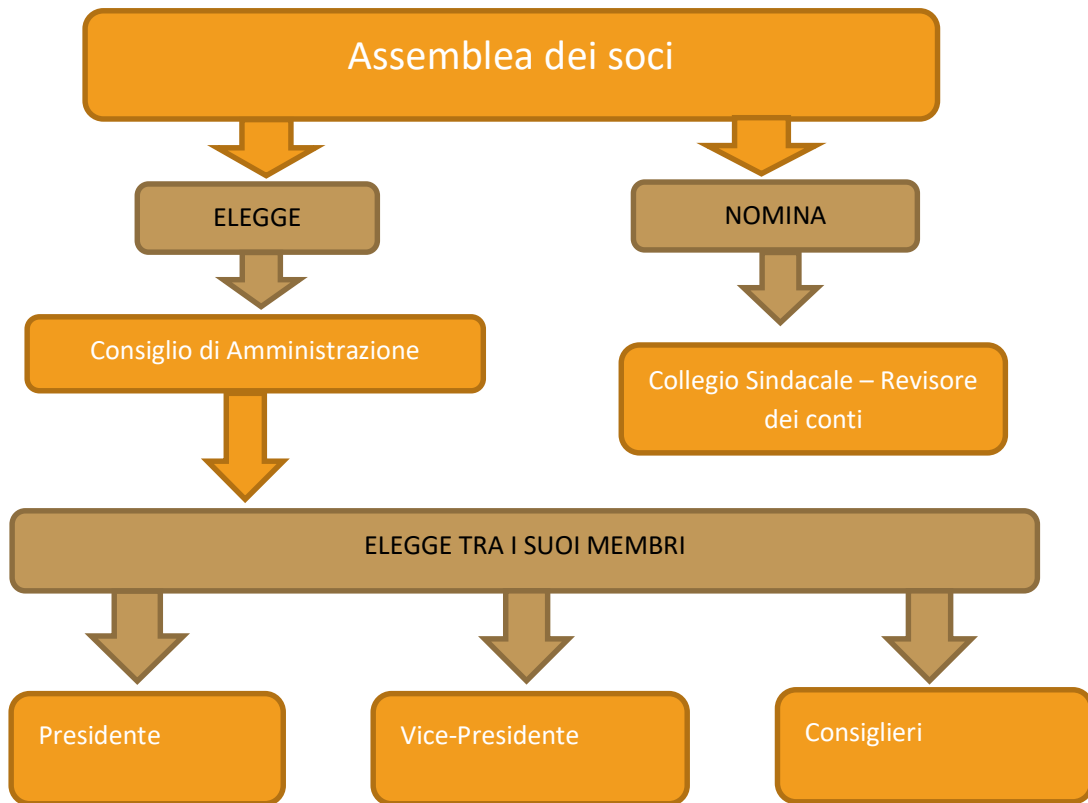 Assemblea dei soci
ELEGGE
NOMINA
Consiglio di Amministrazione
Collegio Sindacale – Revisore
dei conti
ELEGGE TRA I SUOI MEMBRI
Presidente
Vice-Presidente
Consiglieri